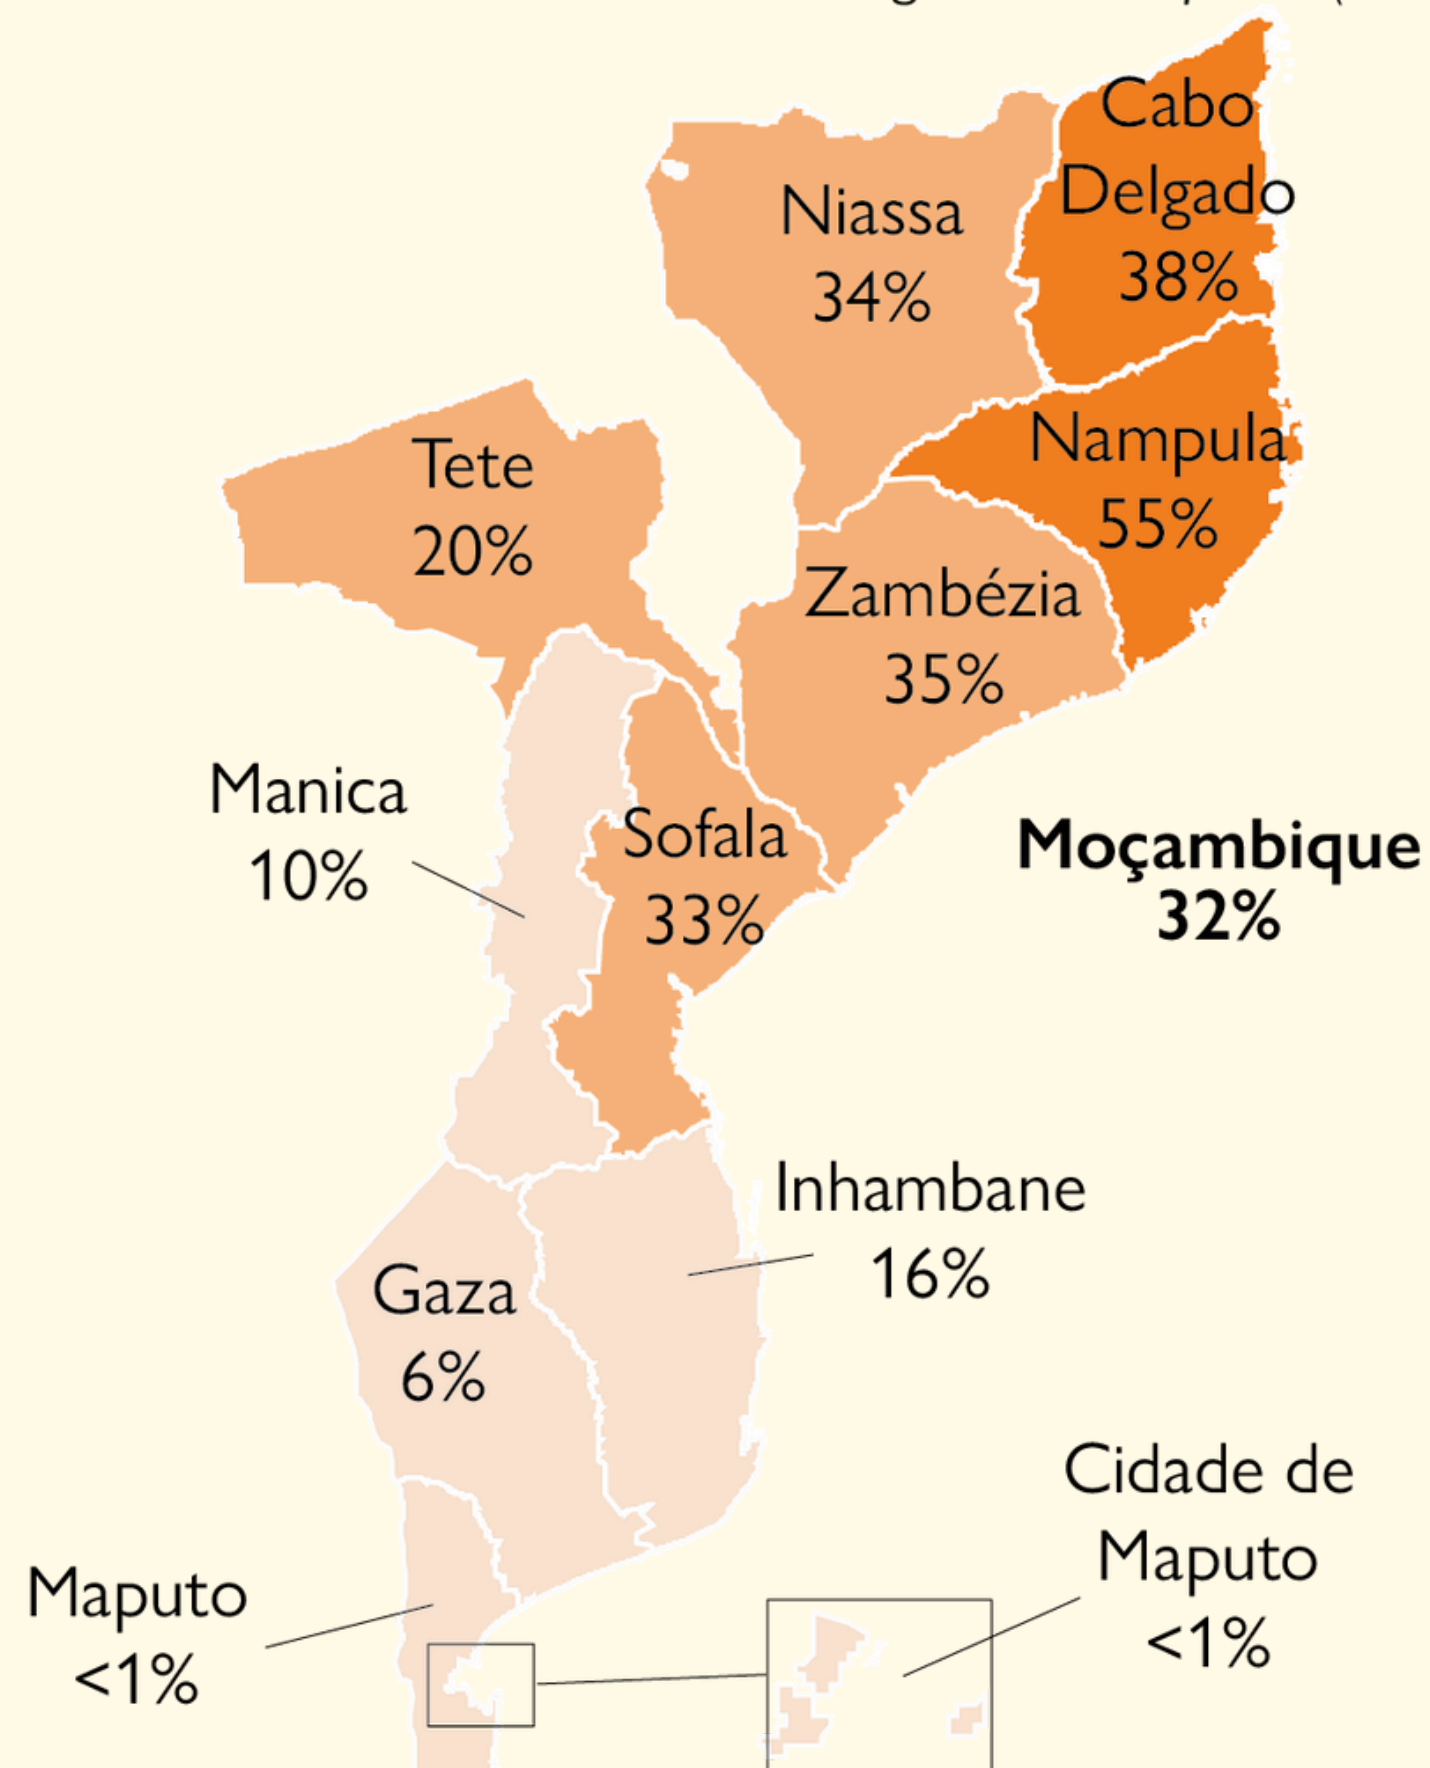 Cabo
Delgado
38%
Niassa
34%
Nampula
55%
Tete
20%
Zambézia
35%
Manica
10%
Sofala
33%
Moçambique
32%
Inhambane
16%
Gaza
6%
Cidade de
Maputo
<1%
Maputo
<1%